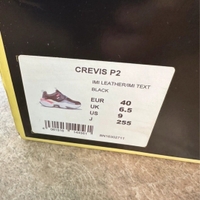 CREVIS P2
IMI LEATHER/IMI TEXT
BLACK
EUR 40
UK 6.5
US 9
J 255